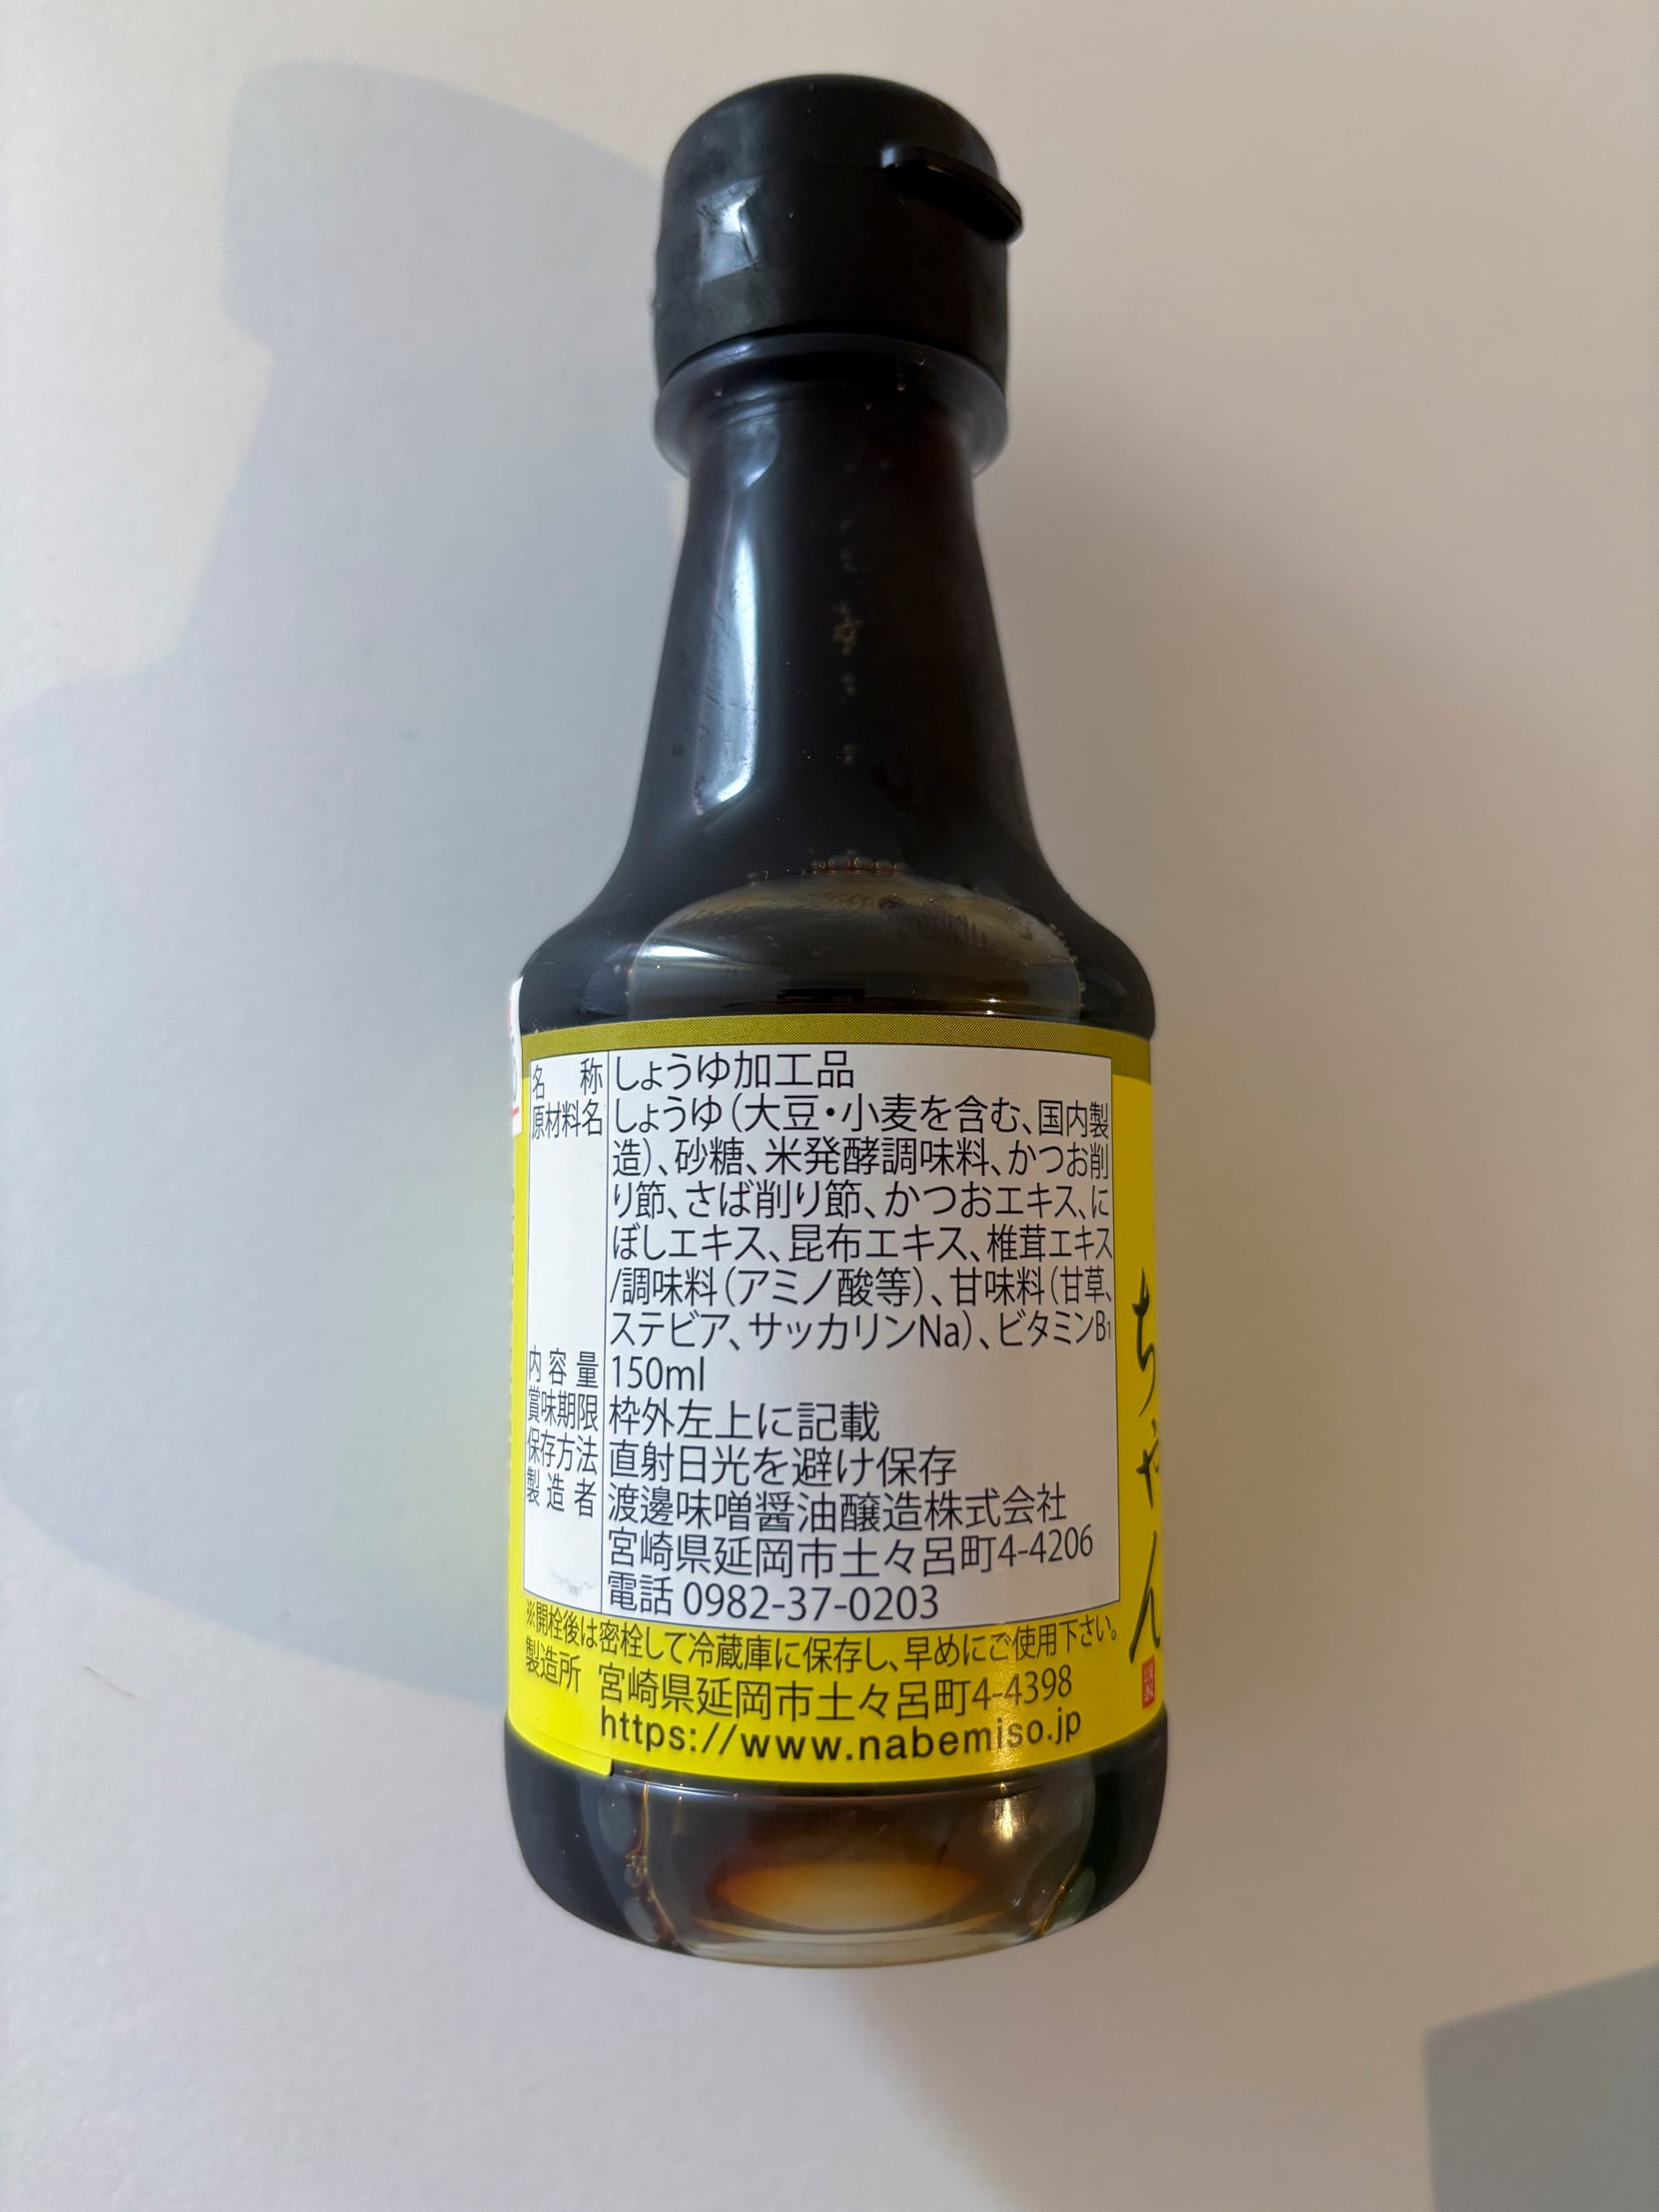 名称 しょうゆ加工品
原材料名 しょうゆ(大豆・小麦を含む、国内製
造)、砂糖、米発酵調味料、かつお削
り節、さば削り節、かつおエキス、に
ぼしエキス、昆布エキス、椎茸エキス
/調味料(アミノ酸等)、甘味料(甘草、
ステビア、サッカリンNa)、ビタミンB₁
内容量 150ml
賞味期限 枠外左上に記載
保存方法 直射日光を避け保存
製造者 渡邊味噌醤油醸造株式会社
宮崎県延岡市土々呂町4-4206
電話 0982-37-0203
※開栓後は密栓して冷蔵庫に保存し、早めにご使用下さい。
製造所 宮崎県延岡市土々呂町4-4398
https://www.nabemiso.jp
ちゃん